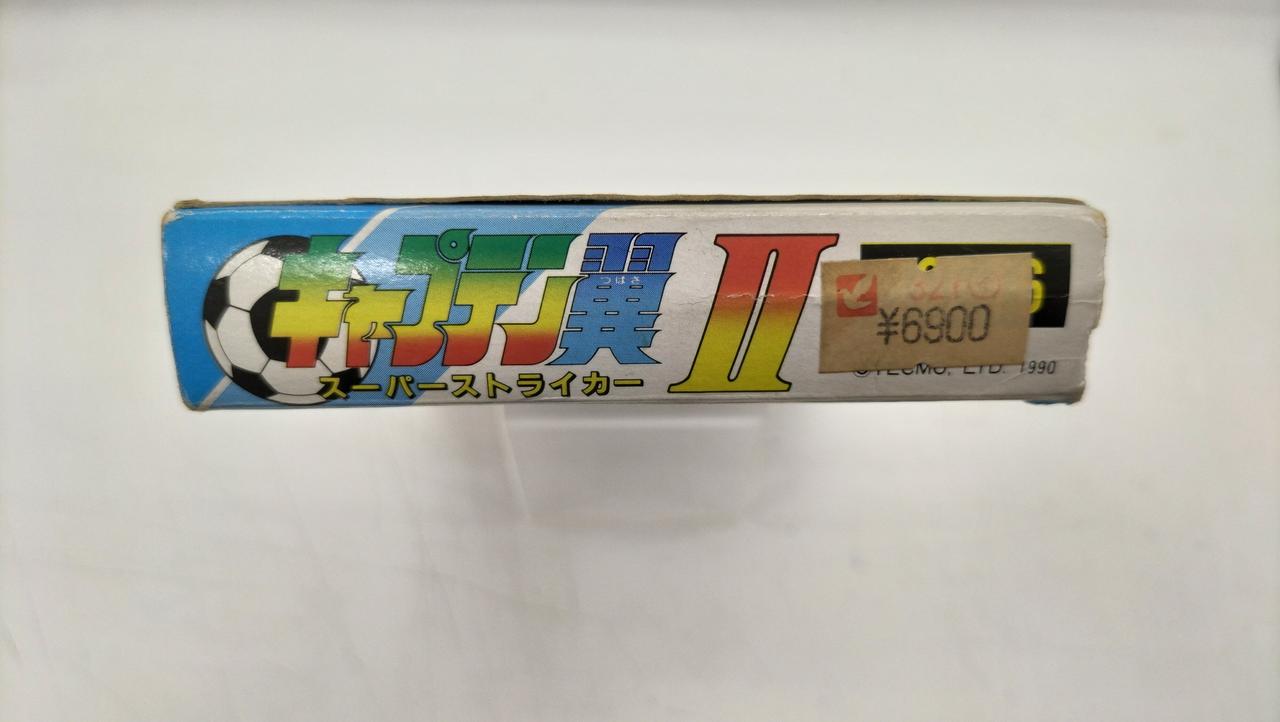 キャプテン翼 II
つばさ
スーパーストライカー
¥6900
©TECMO, LTD. 1990